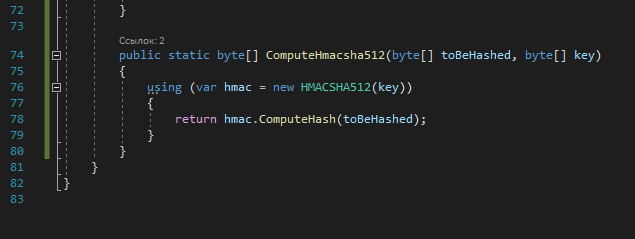 72 }
73
Ссылок: 2
74 public static byte[] ComputeHmacsha512(byte[] toBeHashed, byte[] key)
75 {
76 using (var hmac = new HMACSHA512(key))
77 {
78 return hmac.ComputeHash(toBeHashed);
79 }
80 }
81 }
82 }
83